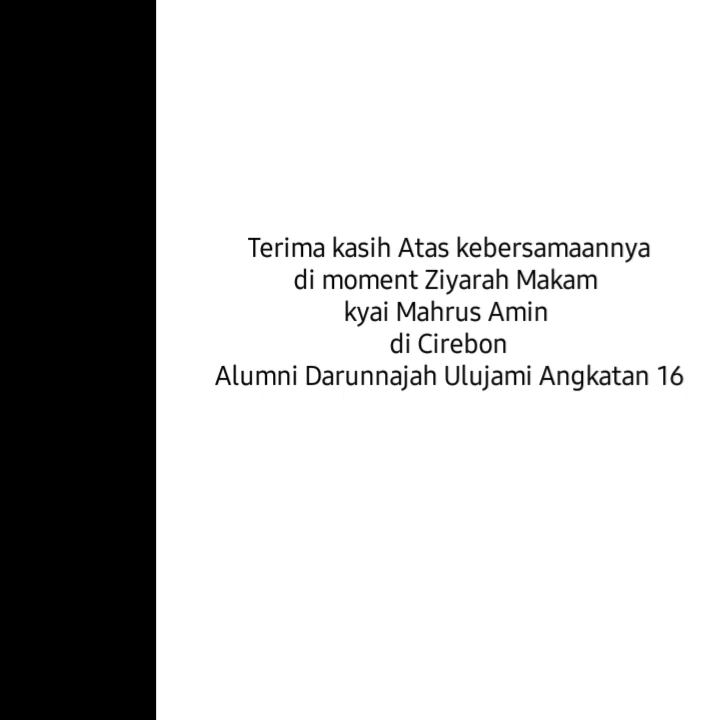 Terima kasih Atas kebersamaannya
di moment Ziyarah Makam
kyai Mahrus Amin
di Cirebon
Alumni Darunnajah Ulujami Angkatan 16